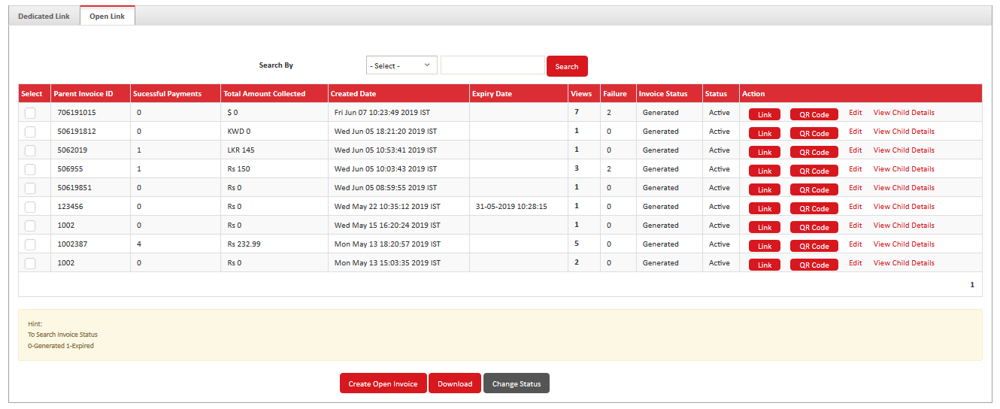 Dedicated Link Open Link
Search By - Select - Search
Select Parent Invoice ID Sucessful Payments Total Amount Collected Created Date Expiry Date Views Failure Invoice Status Status Action
706191015 0 $ 0 Fri Jun 07 10:23:49 2019 IST 7 2 Generated Active Link QR Code Edit View Child Details
506191812 0 KWD 0 Wed Jun 05 18:21:20 2019 IST 1 0 Generated Active Link QR Code Edit View Child Details
5062019 1 LKR 145 Wed Jun 05 10:53:41 2019 IST 1 0 Generated Active Link QR Code Edit View Child Details
506955 1 Rs 150 Wed Jun 05 10:03:43 2019 IST 3 2 Generated Active Link QR Code Edit View Child Details
50619851 0 Rs 0 Wed Jun 05 08:59:55 2019 IST 1 0 Generated Active Link QR Code Edit View Child Details
123456 0 Rs 0 Wed May 22 10:35:12 2019 IST 31-05-2019 10:28:15 1 0 Generated Active Link QR Code Edit View Child Details
1002 0 Rs 0 Wed May 15 16:20:24 2019 IST 1 0 Generated Active Link QR Code Edit View Child Details
1002387 4 Rs 232.99 Mon May 13 18:20:57 2019 IST 5 0 Generated Active Link QR Code Edit View Child Details
1002 0 Rs 0 Mon May 13 15:03:35 2019 IST 2 0 Generated Active Link QR Code Edit View Child Details
1
Hint:
To Search Invoice Status
0-Generated 1-Expired
Create Open Invoice Download Change Status